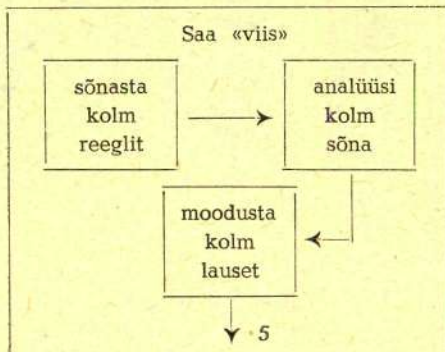 Saa «viis»
sõnasta
kolm
reeglit
analüüsi
kolm
sõna
moodusta
kolm
lauset
5